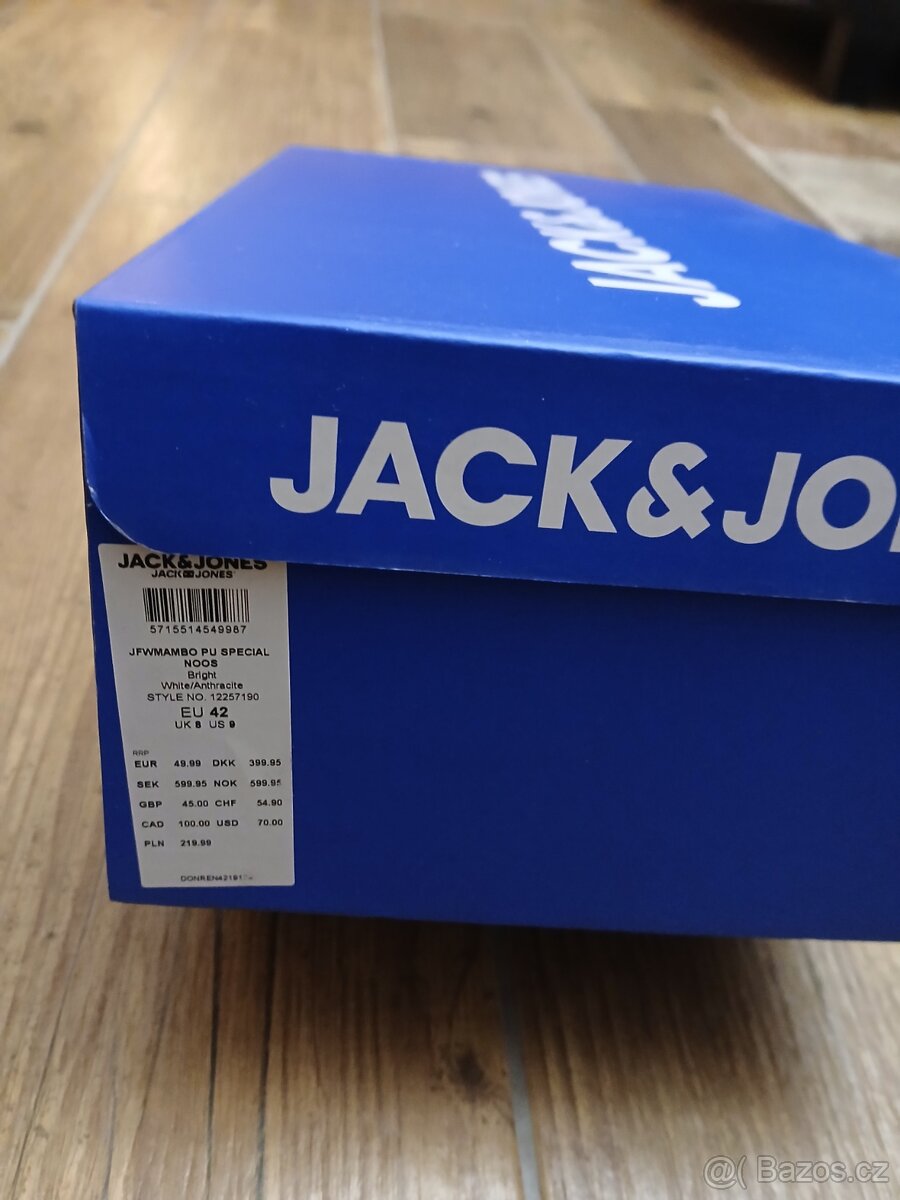 JACK&JONES
JACK&JO
JACK&JONES
JACK JONES
5715514549987
JFWMAMBO PU SPECIAL
NOOS
Bright
White/Anthracite
STYLE NO. 12257190
EU 42
UK 8 US 9
RRP
EUR 49.99 DKK 399.95
SEK 599.95 NOK 599.95
GBP 45.00 CHF 54.90
CAD 100.00 USD 70.00
PLN 219.99
@( Bazos.cz